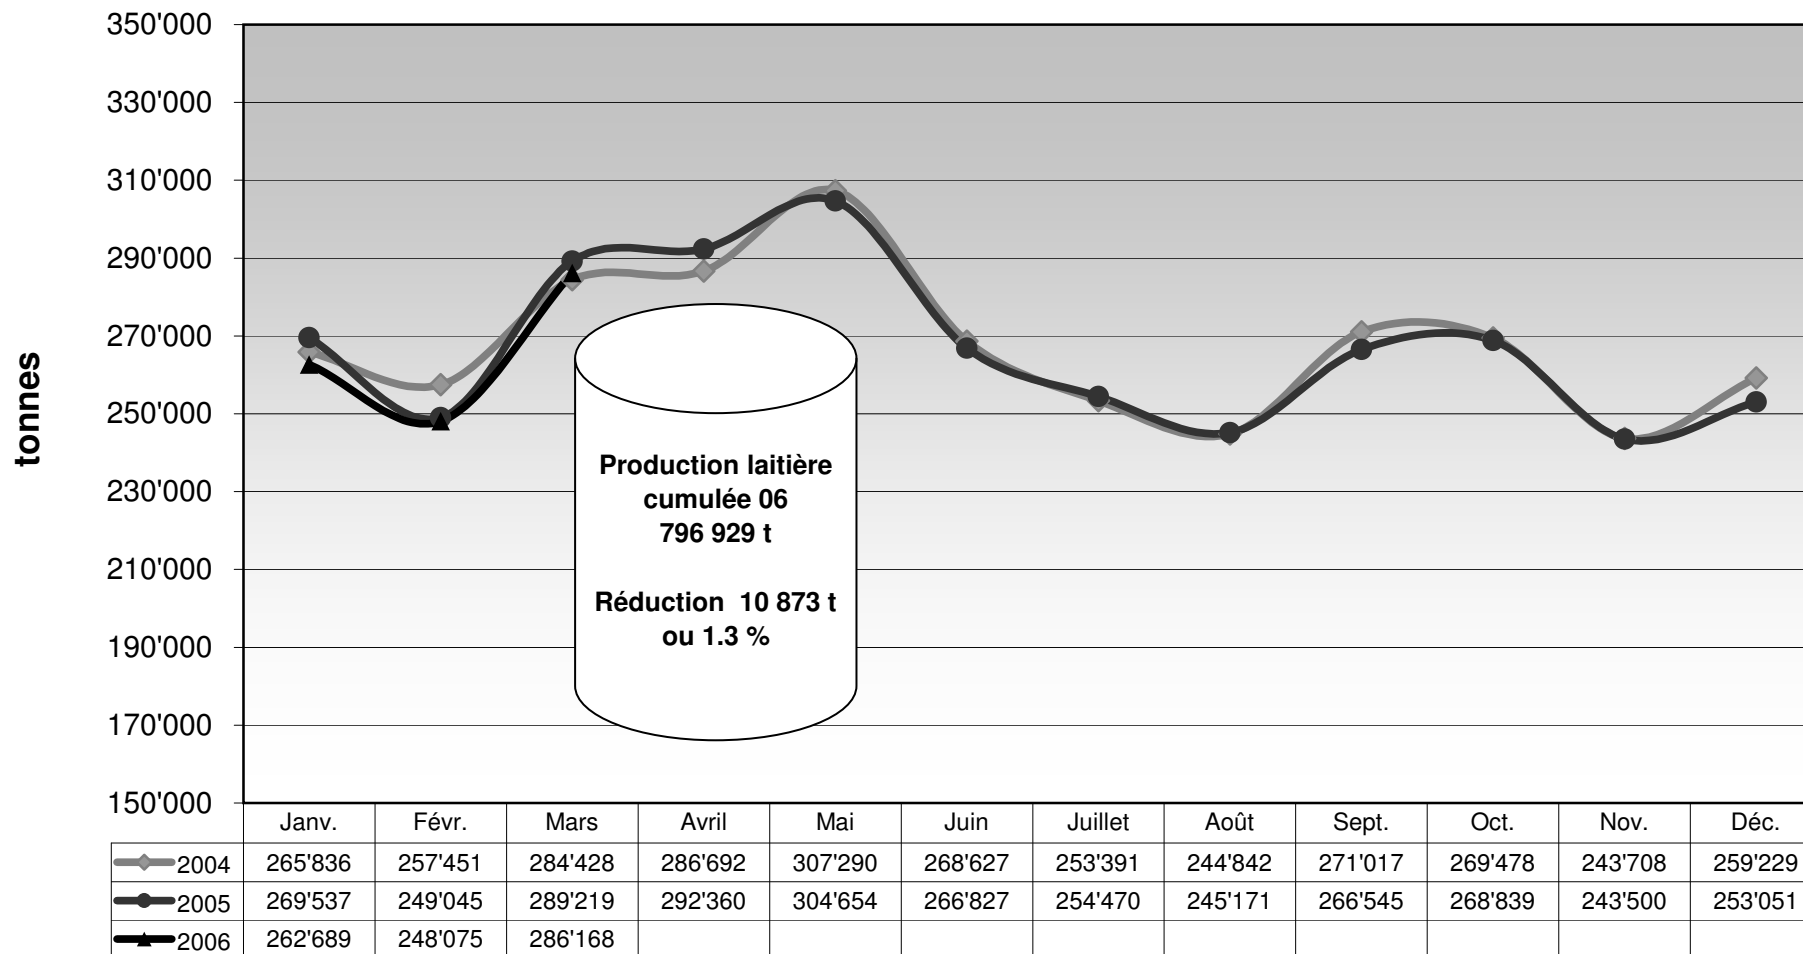 350'000
330'000
310'000
290'000
270'000
250'000
230'000
210'000
190'000
170'000
150'000
tonnes
Production laitière
cumulée 06
796 929 t
Réduction 10 873 t
ou 1.3 %
Janv. Févr. Mars Avril Mai Juin Juillet Août Sept. Oct. Nov. Déc.
2004 265'836 257'451 284'428 286'692 307'290 268'627 253'391 244'842 271'017 269'478 243'708 259'229
2005 269'537 249'045 289'219 292'360 304'654 266'827 254'470 245'171 266'545 268'839 243'500 253'051
2006 262'689 248'075 286'168